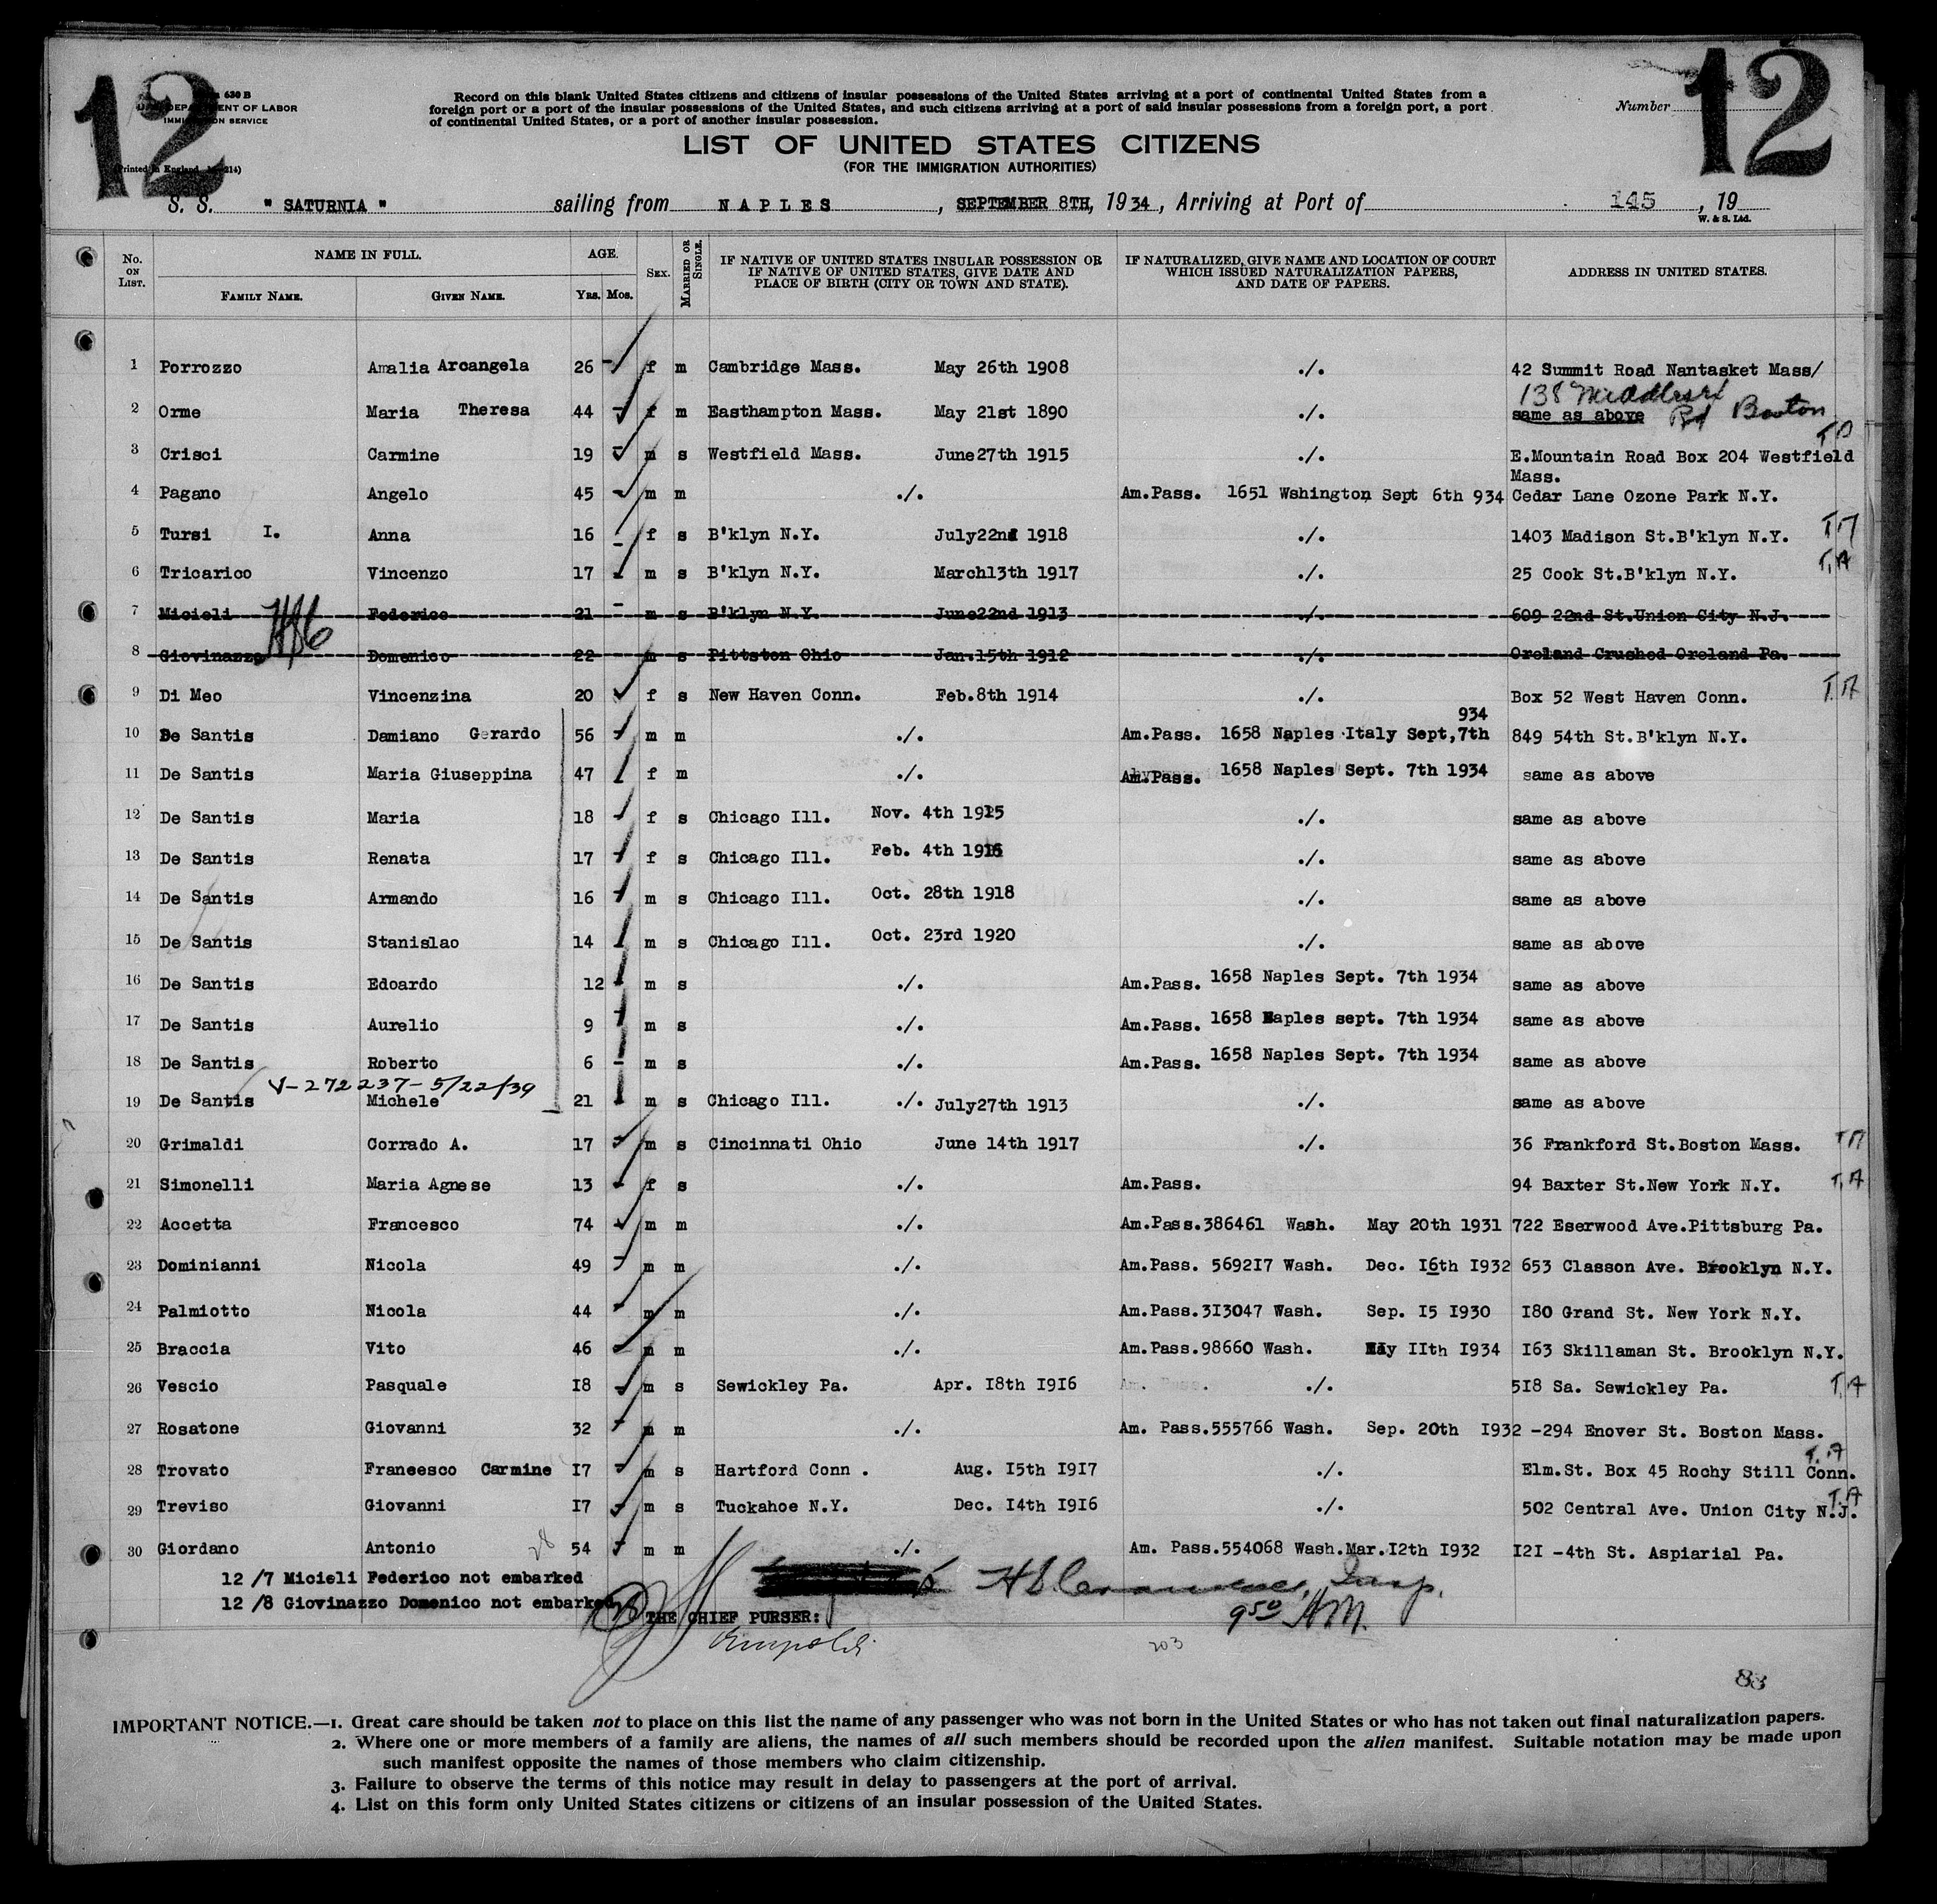 12
12
630 B
U.S. DEPARTMENT OF LABOR
IMMIGRATION SERVICE
(Printed in England 214)
Record on this blank United States citizens and citizens of insular possessions of the United States arriving at a port of continental United States from a
foreign port or a port of the insular possessions of the United States, and such citizens arriving at a port of said insular possessions from a foreign port, a port
of continental United States, or a port of another insular possession.
Number
LIST OF UNITED STATES CITIZENS
(FOR THE IMMIGRATION AUTHORITIES)
S. S. " SATURNIA " sailing from NAPLES, SEPTEMBER 8TH, 1934, Arriving at Port of 145, 19
W. & S. Ltd.
No. ON LIST. NAME IN FULL. FAMILY NAME. GIVEN NAME. AGE. YRS. MOS. SEX. MARRIED OR SINGLE. IF NATIVE OF UNITED STATES INSULAR POSSESSION OR IF NATIVE OF UNITED STATES, GIVE DATE AND PLACE OF BIRTH (CITY OR TOWN AND STATE). IF NATURALIZED, GIVE NAME AND LOCATION OF COURT WHICH ISSUED NATURALIZATION PAPERS, AND DATE OF PAPERS. ADDRESS IN UNITED STATES.
1 Porrozzo Amalia Arcangela 26 f m Cambridge Mass. May 26th 1908 ./. 42 Summit Road Nantasket Mass/
138 Middlesex
2 Orme Maria Theresa 44 f m Easthampton Mass. May 21st 1890 ./. same as above Rd Boston
3 Crisci Carmine 19 m s Westfield Mass. June27th 1915 ./. E.Mountain Road Box 204 Westfield
Mass.
4 Pagano Angelo 45 m m ./. Am.Pass. 1651 Wshington Sept 6th 934 Cedar Lane Ozone Park N.Y.
5 Tursi I. Anna 16 f s B'klyn N.Y. July22nd 1918 ./. 1403 Madison St.B'klyn N.Y.
6 Tricarico Vincenzo 17 m s B'klyn N.Y. March13th 1917 ./. 25 Cook St.B'klyn N.Y. T.A
7 Micieli Federico 21 m s B'klyn N.Y. June22nd 1913 ./. 609 22nd St.Union City N.J.
8 Giovinazzo Domenico 22 m s Pittston Ohio Jan.15th 1912 ./. Oreland Crushed Oreland Pa.
9 Di Meo Vincenzina 20 f s New Haven Conn. Feb.8th 1914 ./. Box 52 West Haven Conn. T.A
934
10 De Santis Damiano Gerardo 56 m m ./. Am.Pass. 1658 Naples Italy Sept,7th 849 54th St.B'klyn N.Y.
11 De Santis Maria Giuseppina 47 f m ./. Am.Pass. 1658 Naples Sept. 7th 1934 same as above
12 De Santis Maria 18 f s Chicago Ill. Nov. 4th 1915 ./. same as above
13 De Santis Renata 17 f s Chicago Ill. Feb. 4th 191 ./. same as above
14 De Santis Armando 16 m s Chicago Ill. Oct. 28th 1918 ./. same as above
15 De Santis Stanislao 14 m s Chicago Ill. Oct. 23rd 1920 ./. same as above
16 De Santis Edoardo 12 m s ./. Am.Pass. 1658 Naples Sept. 7th 1934 same as above
17 De Santis Aurelio 9 m s ./. Am.Pass. 1658 Naples sept. 7th 1934 same as above
18 De Santis Roberto 6 m s ./. Am.Pass. 1658 Naples Sept. 7th 1934 same as above
V-272237-5/22/39
19 De Santis Michele 21 m s Chicago Ill. ./. July27th 1913 ./. same as above
20 Grimaldi Corrado A. 17 m s Cincinnati Ohio June 14th 1917 ./. 36 Frankford St.Boston Mass.
21 Simonelli Maria Agnese 13 f s ./. Am.Pass. 94 Baxter St.New York N.Y. T.A
22 Accetta Francesco 74 m m ./. Am.Pass.386461 Wash. May 20th 1931 722 Eserwood Ave.Pittsburg Pa.
23 Dominianni Nicola 49 m m ./. Am.Pass. 569217 Wash. Dec. 16th 1932 653 Classon Ave. Brooklyn N.Y.
24 Palmiotto Nicola 44 m m ./. Am.Pass.313047 Wash. Sep. 15 1930 180 Grand St. New York N.Y.
25 Braccia Vito 46 m m ./. Am.Pass.98660 Wash. May 11th 1934 163 Skillaman St. Brooklyn N.Y.
26 Vescio Pasquale 18 m s Sewickley Pa. Apr. 18th 1916 ./. 518 Sa. Sewickley Pa. T.A
27 Rosatone Giovanni 32 m m ./. Am. Pass.555766 Wash. Sep. 20th 1932 -294 Enover St. Boston Mass.
28 Trovato Franeesco Carmine 17 m s Hartford Conn . Aug. 15th 1917 ./. Elm.St. Box 45 Rochy Still Conn. T.A
29 Treviso Giovanni 17 m s Tuckahoe N.Y. Dec. 14th 1916 ./. 502 Central Ave. Union City N.J. T.A
30 Giordano Antonio 28 54 m m ./. Am. Pass.554068 Wash.Mar.12th 1932 121 -4th St. Aspiarial Pa.
12 /7 Micieli Federico not embarked
12 /8 Giovinazzo Domenico not embarked
THE CHIEF PURSER:
Insp.
9 50 AM.
203
88
IMPORTANT NOTICE.—1. Great care should be taken not to place on this list the name of any passenger who was not born in the United States or who has not taken out final naturalization papers.
2. Where one or more members of a family are aliens, the names of all such members should be recorded upon the alien manifest. Suitable notation may be made upon
such manifest opposite the names of those members who claim citizenship.
3. Failure to observe the terms of this notice may result in delay to passengers at the port of arrival.
4. List on this form only United States citizens or citizens of an insular possession of the United States.